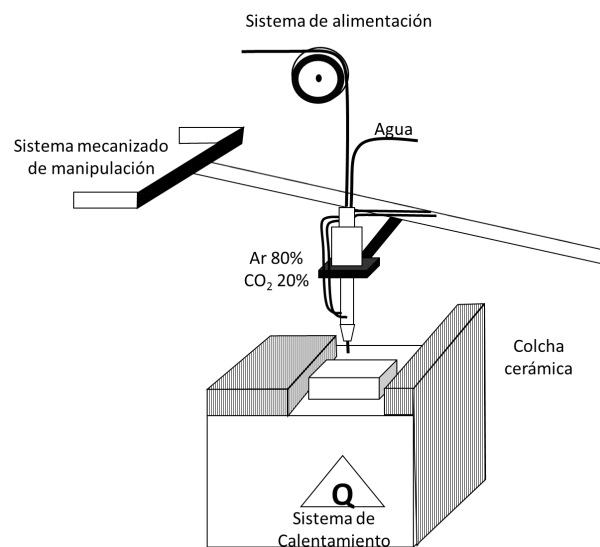 Sistema de alimentación
Agua
Sistema mecanizado
de manipulación
Ar 80%
CO₂ 20%
Colcha
cerámica
Q
Sistema de
Calentamiento